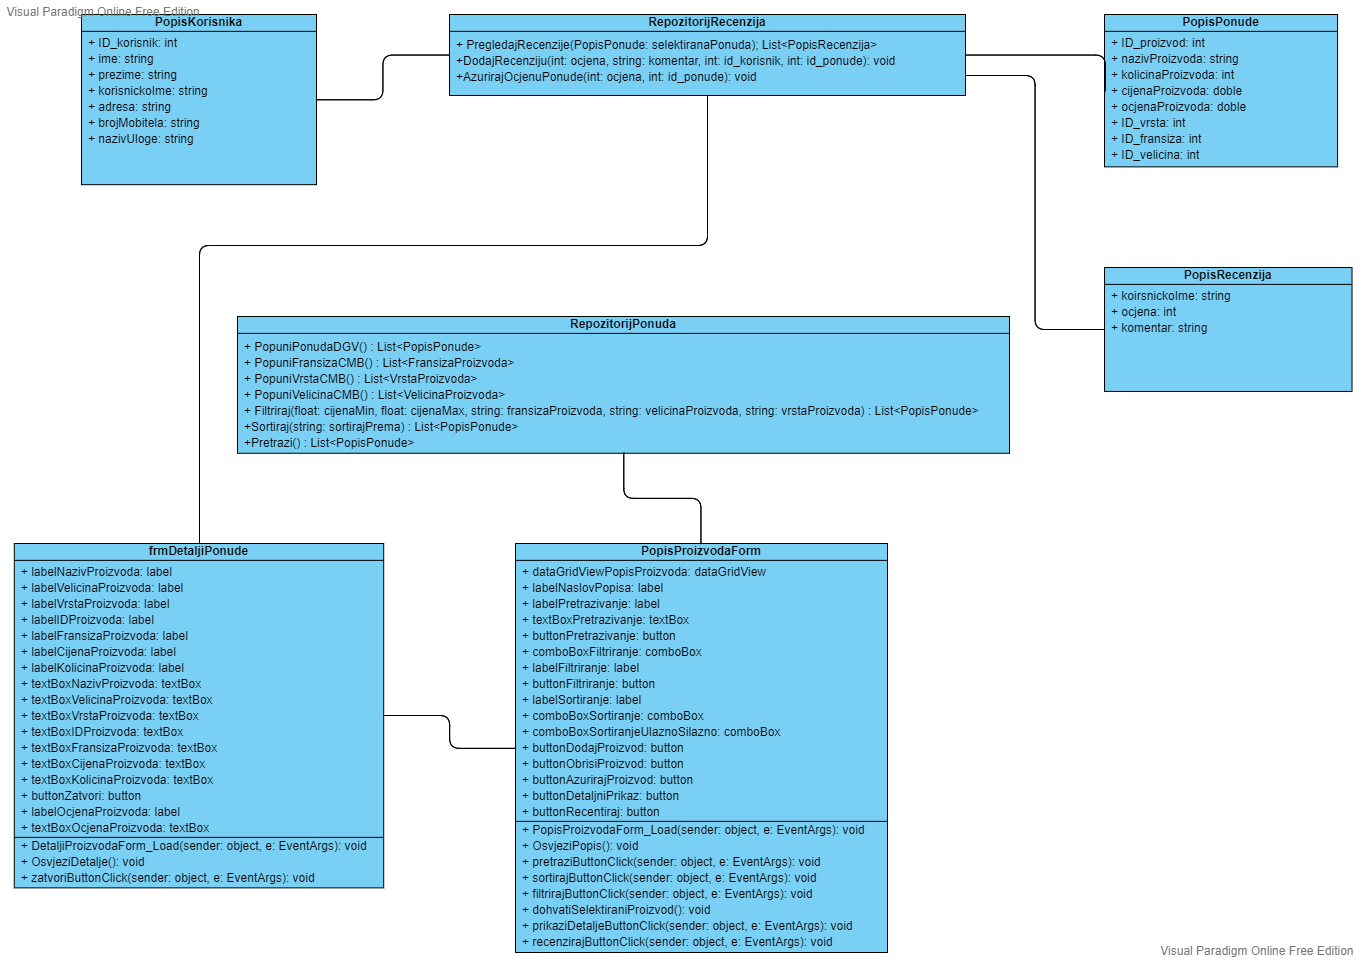 Visual Paradigm Online Free Edition
PopisKorisnika
+ ID_korisnik: int
+ ime: string
+ prezime: string
+ korisnickoIme: string
+ adresa: string
+ brojMobitela: string
+ nazivUloge: string
RepozitorijRecenzija
+ PregledajRecenzije(PopisPonude: selektiranaPonuda); List<PopisRecenzija>
+DodajRecenziju(int: ocjena, string: komentar, int: id_korisnik, int: id_ponude): void
+AzurirajOcjenuPonude(int: ocjena, int: id_ponude): void
PopisPonude
+ ID_proizvod: int
+ nazivProizvoda: string
+ kolicinaProizvoda: int
+ cijenaProizvoda: doble
+ ocjenaProizvoda: doble
+ ID_vrsta: int
+ ID_fransiza: int
+ ID_velicina: int
PopisRecenzija
+ koirsnickoIme: string
+ ocjena: int
+ komentar: string
RepozitorijPonuda
+ PopuniPonudaDGV() : List<PopisPonude>
+ PopuniFransizaCMB() : List<FransizaProizvoda>
+ PopuniVrstaCMB() : List<VrstaProizvoda>
+ PopuniVelicinaCMB() : List<VelicinaProizvoda>
+ Filtriraj(float: cijenaMin, float: cijenaMax, string: fransizaProizvoda, string: velicinaProizvoda, string: vrstaProizvoda) : List<PopisPonude>
+Sortiraj(string: sortirajPrema) : List<PopisPonude>
+Pretrazi() : List<PopisPonude>
frmDetaljiPonude
+ labelNazivProizvoda: label
+ labelVelicinaProizvoda: label
+ labelVrstaProizvoda: label
+ labelIDProizvoda: label
+ labelFransizaProizvoda: label
+ labelCijenaProizvoda: label
+ labelKolicinaProizvoda: label
+ textBoxNazivProizvoda: textBox
+ textBoxVelicinaProizvoda: textBox
+ textBoxVrstaProizvoda: textBox
+ textBoxIDProizvoda: textBox
+ textBoxFransizaProizvoda: textBox
+ textBoxCijenaProizvoda: textBox
+ textBoxKolicinaProizvoda: textBox
+ buttonZatvori: button
+ labelOcjenaProizvoda: label
+ textBoxOcjenaProizvoda: textBox
+ DetaljiProizvodaForm_Load(sender: object, e: EventArgs): void
+ OsvjeziDetalje(): void
+ zatvoriButtonClick(sender: object, e: EventArgs): void
PopisProizvodaForm
+ dataGridViewPopisProizvoda: dataGridView
+ labelNaslovPopisa: label
+ labelPretrazivanje: label
+ textBoxPretrazivanje: textBox
+ buttonPretrazivanje: button
+ comboBoxFiltriranje: comboBox
+ labelFiltriranje: label
+ buttonFiltriranje: button
+ labelSortiranje: label
+ comboBoxSortiranje: comboBox
+ comboBoxSortiranjeUlaznoSilazno: comboBox
+ buttonDodajProizvod: button
+ buttonObrisiProizvod: button
+ buttonAzurirajProizvod: button
+ buttonDetaljniPrikaz: button
+ buttonRecentiraj: button
+ PopisProizvodaForm_Load(sender: object, e: EventArgs): void
+ OsvjeziPopis(): void
+ pretraziButtonClick(sender: object, e: EventArgs): void
+ sortirajButtonClick(sender: object, e: EventArgs): void
+ filtrirajButtonClick(sender: object, e: EventArgs): void
+ dohvatiSelektiraniProizvod(): void
+ prikaziDetaljeButtonClick(sender: object, e: EventArgs): void
+ recenzirajButtonClick(sender: object, e: EventArgs): void
Visual Paradigm Online Free Edition